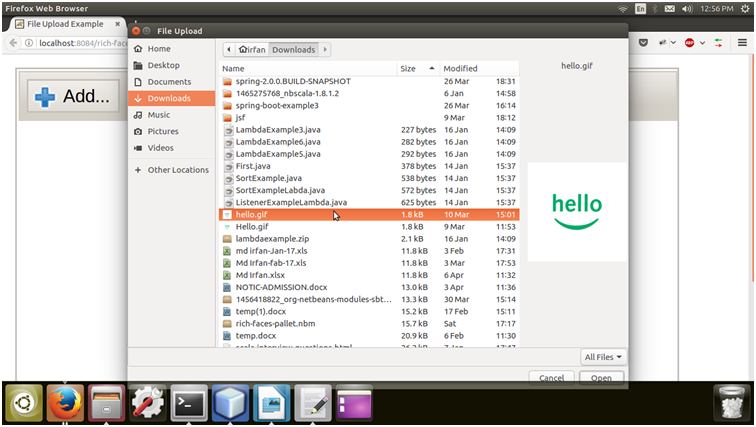 Firefox Web Browser
En
12:56 PM
File Upload Example
localhost:8084/rich-faces
Add...
File Upload
irfan
Downloads
Home
Desktop
Documents
Downloads
Music
Pictures
Videos
Other Locations
Name Size Modified
spring-2.0.0.BUILD-SNAPSHOT 26 Mar 18:31
1465275768_nbscala-1.8.1.2 6 Jan 14:58
spring-boot-example3 26 Mar 16:14
jsf 9 Mar 18:12
LambdaExample3.java 227 bytes 16 Jan 14:09
LambdaExample6.java 282 bytes 16 Jan 14:09
LambdaExample5.java 292 bytes 16 Jan 14:09
First.java 378 bytes 14 Jan 15:37
SortExample.java 538 bytes 14 Jan 15:37
SortExampleLabda.java 572 bytes 14 Jan 15:37
ListenerExampleLambda.java 625 bytes 14 Jan 15:37
hello.gif 1.8 kB 10 Mar 15:01
Hello.gif 1.8 kB 9 Mar 11:53
lambdaexample.zip 2.1 kB 16 Jan 14:09
md irfan-Jan-17.xls 11.8 kB 3 Feb 17:31
Md Irfan-fab-17.xls 11.8 kB 3 Mar 17:53
Md Irfan.xlsx 11.8 kB 6 Apr 11:32
NOTIC-ADMISSION.docx 13.0 kB 3 Apr 11:36
1456418822_org-netbeans-modules-sbt... 13.3 kB 30 Mar 15:14
temp(1).docx 15.2 kB 17 Feb 15:11
rich-faces-pallet.nbm 15.7 kB Sat 17:17
temp.docx 20.9 kB 6 Feb 11:30
hello.gif
hello
All Files
Cancel
Open